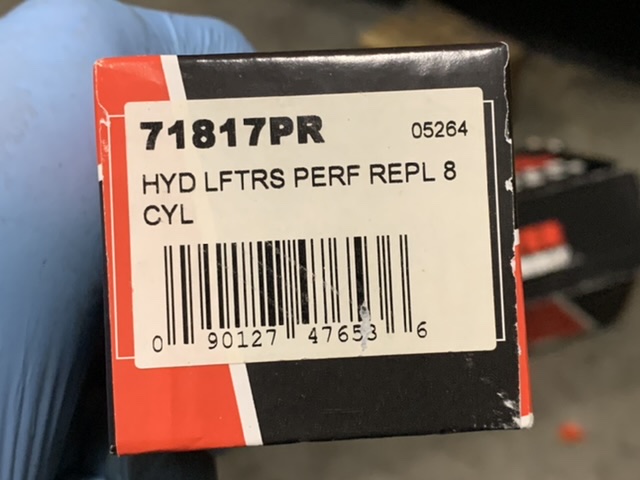 71817PR 05264
HYD LFTRS PERF REPL 8
CYL
0 90127 47653 6